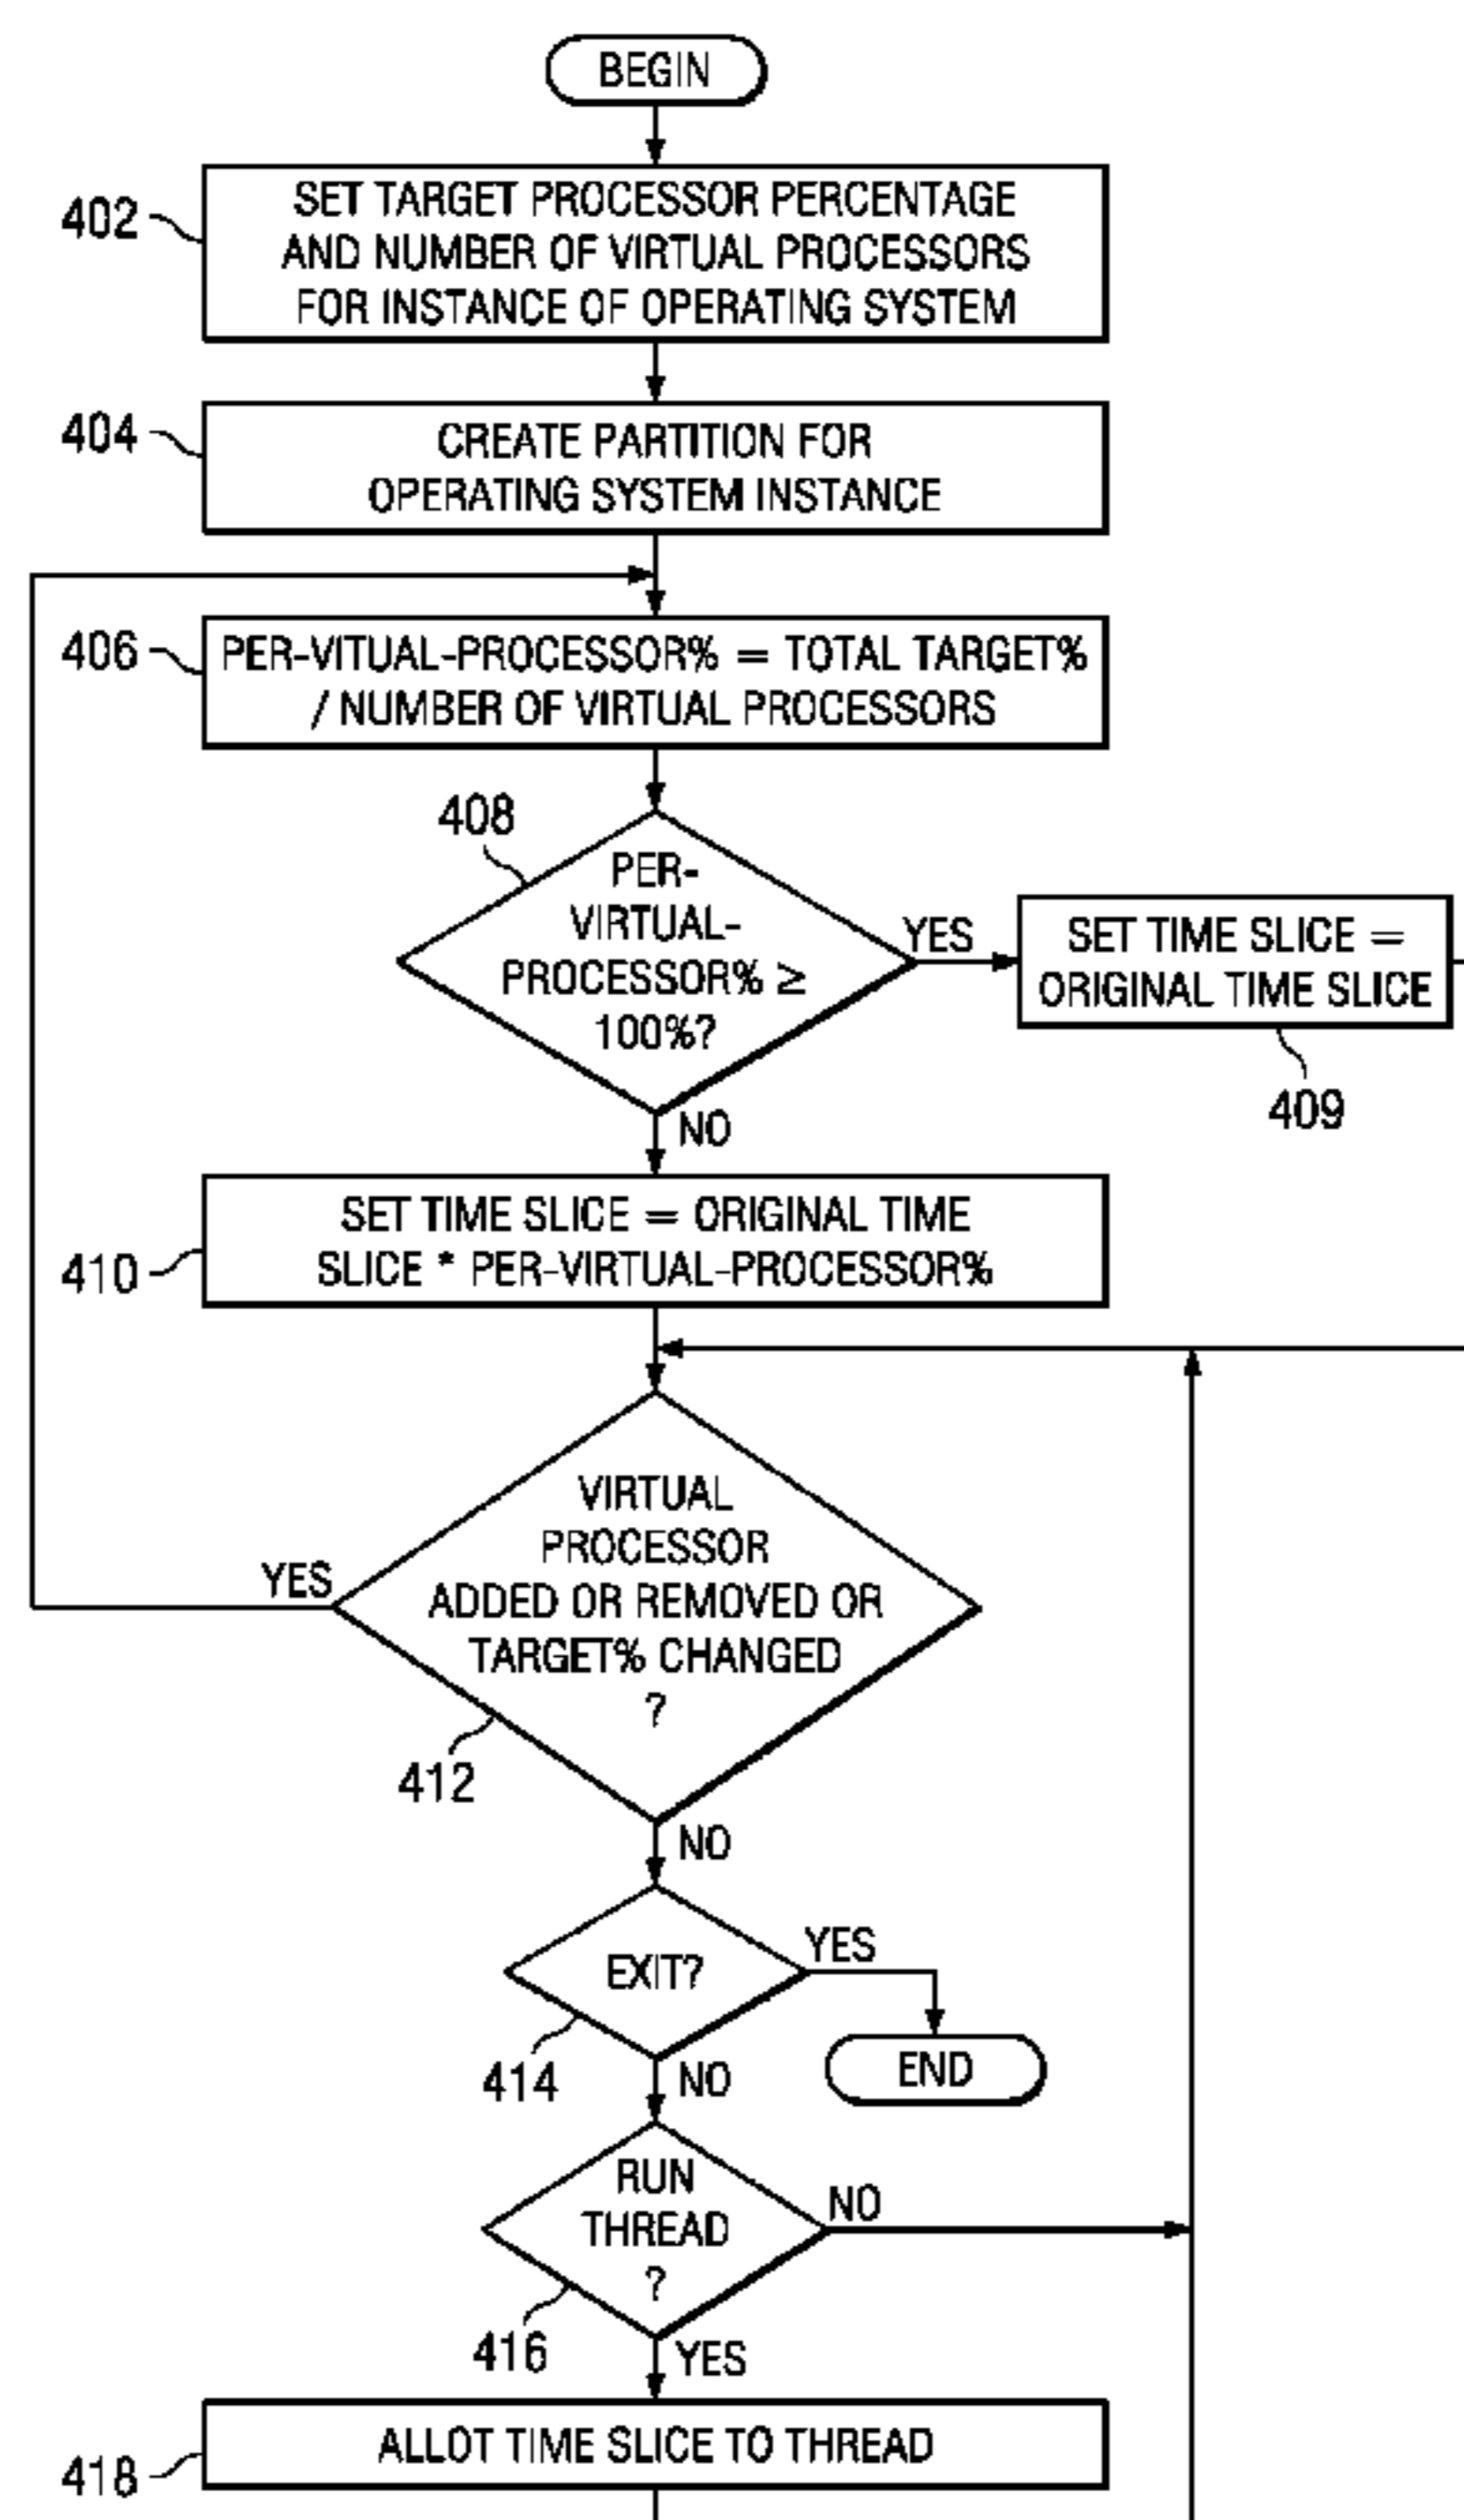 BEGIN
402
SET TARGET PROCESSOR PERCENTAGE
AND NUMBER OF VIRTUAL PROCESSORS
FOR INSTANCE OF OPERATING SYSTEM
404
CREATE PARTITION FOR
OPERATING SYSTEM INSTANCE
406
PER-VITUAL-PROCESSOR% = TOTAL TARGET%
/ NUMBER OF VIRTUAL PROCESSORS
408
PER-
VIRTUAL-
PROCESSOR% ≥
100%?
YES
SET TIME SLICE =
ORIGINAL TIME SLICE
409
NO
410
SET TIME SLICE = ORIGINAL TIME
SLICE * PER-VIRTUAL-PROCESSOR%
VIRTUAL
PROCESSOR
ADDED OR REMOVED OR
TARGET% CHANGED
?
YES
412
NO
EXIT?
YES
414
END
NO
RUN
THREAD
?
NO
416
YES
418
ALLOT TIME SLICE TO THREAD